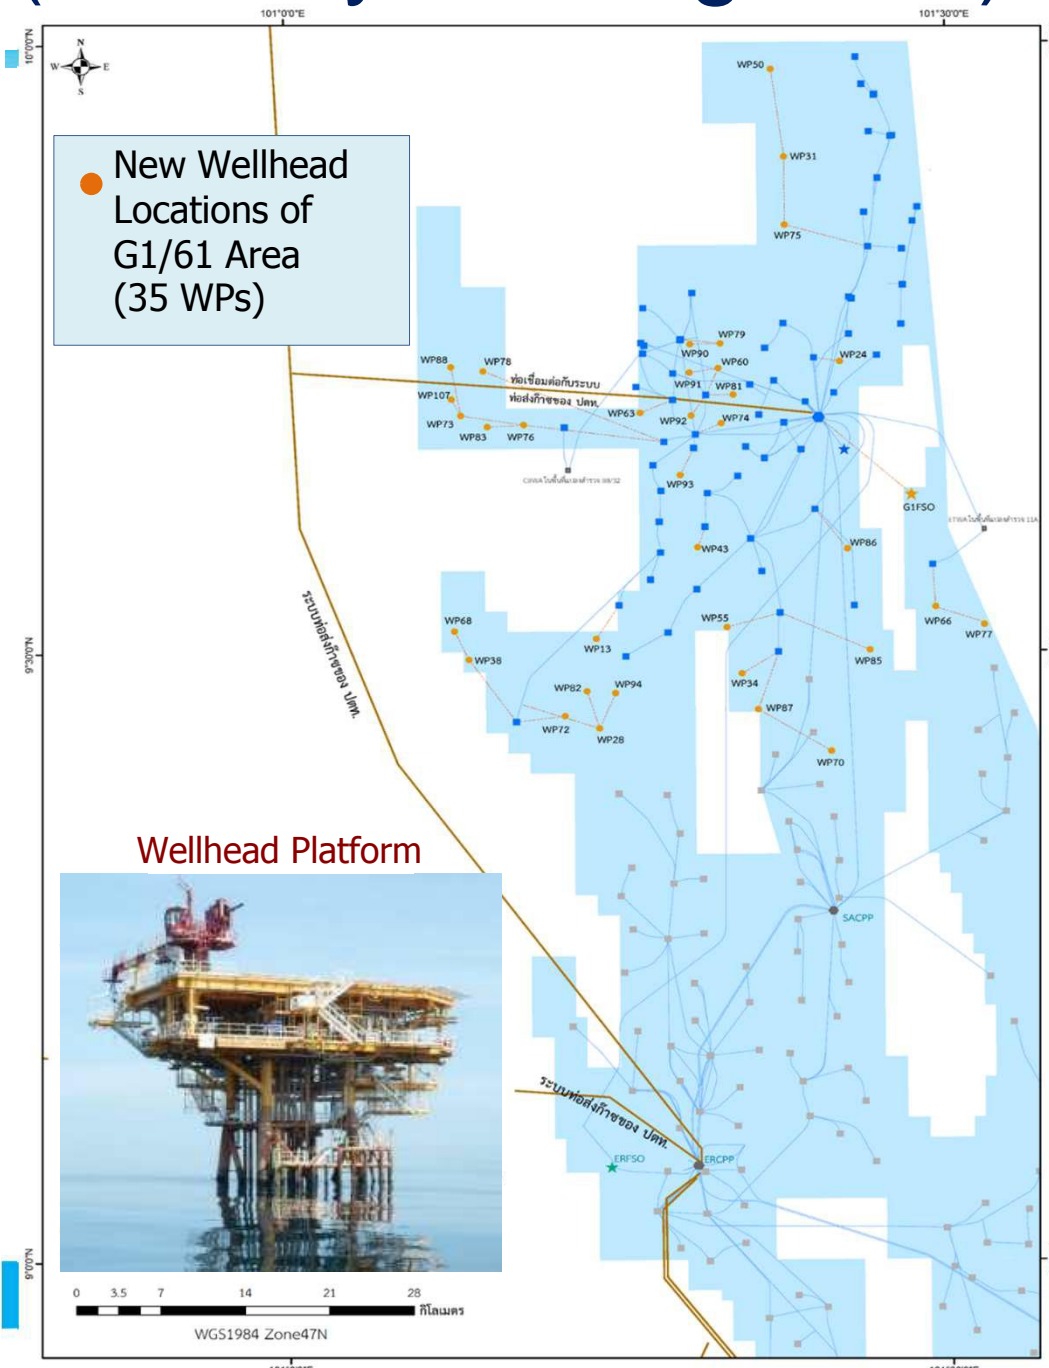 101°0'0"E
101°30'0"E
10°0'0"N
N
W
E
S
New Wellhead
Locations of
G1/61 Area
(35 WPs)
WP50
WP31
WP75
WP79
WP90
WP60
WP24
WP88
WP78
WP91
WP81
ท่อเชื่อมต่อกับระบบ
ท่อส่งก๊าซของ ปตท.
WP107
WP63
WP92
WP74
WP73
WP83
WP76
WP93
G1FSO
WP43
WP86
ระบบท่อส่งก๊าซของ ปตท.
WP68
WP55
WP66
WP77
9°30'0"N
WP38
WP13
WP85
WP82
WP94
WP34
WP87
WP72
WP28
WP70
Wellhead Platform
SACPP
ระบบท่อส่งก๊าซของ ปตท.
ERFSO
ERCPP
9°0'0"N
0 3.5 7 14 21 28
กิโลเมตร
WGS1984 Zone47N